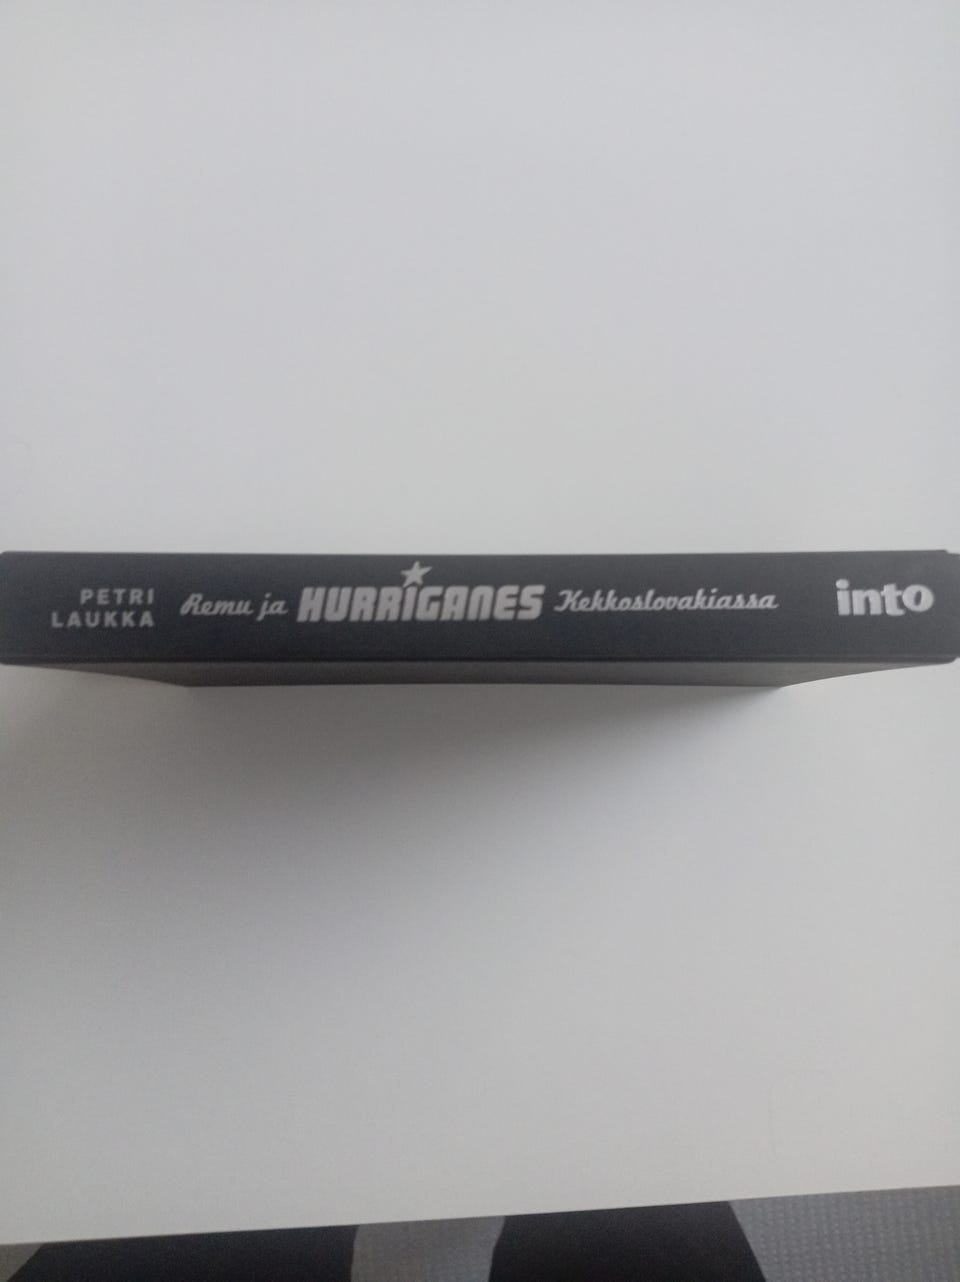 PETRI
LAUKKA
Remu ja HURRIGANES Kekkoslovakiassa
into